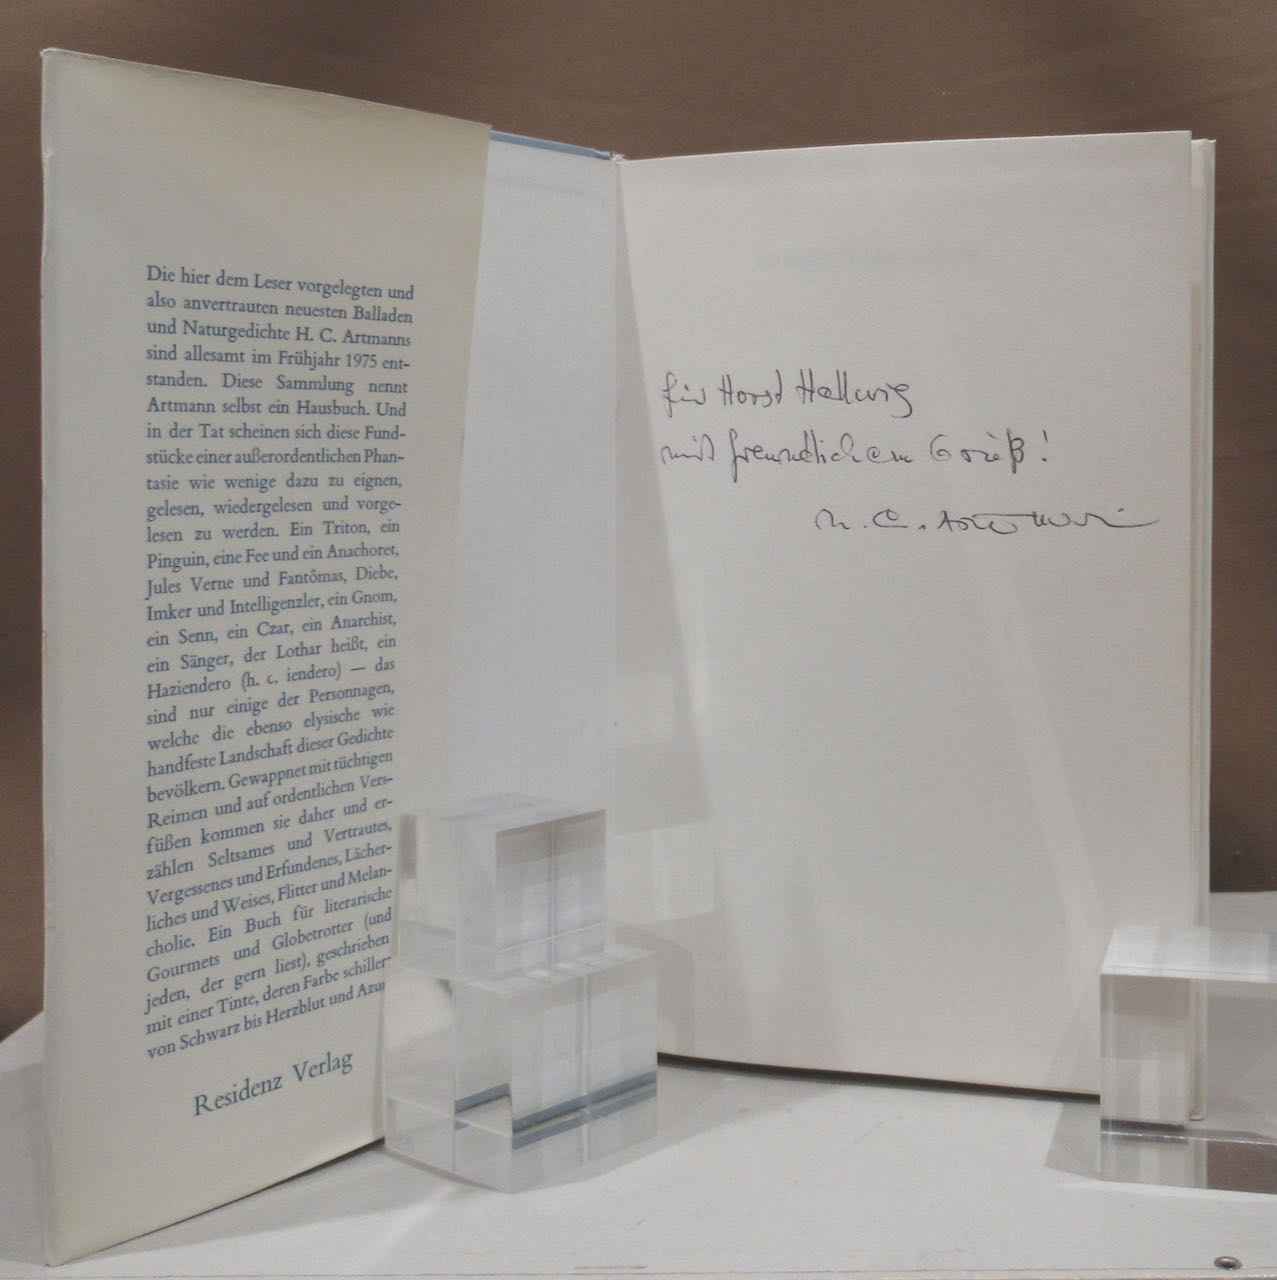 Die hier dem Leser vorgelegten und
also anvertrauten neuesten Balladen
und Naturgedichte H. C. Artmanns
sind allesamt im Frühjahr 1975 ent-
standen. Diese Sammlung nennt
Artmann selbst ein Hausbuch. Und
in der Tat scheinen sich diese Fund-
stücke einer außerordentlichen Phan-
tasie wie wenige dazu zu eignen,
gelesen, wiedergelesen und vorge-
lesen zu werden. Ein Triton, ein
Pinguin, eine Fee und ein Anachoret,
Jules Verne und Fantômas, Diebe,
Imker und Intelligenzler, ein Gnom,
ein Senn, ein Czar, ein Anarchist,
ein Sänger, der Lothar heißt, ein
Haziendero (h. c. iendero) — das
sind nur einige der Personnagen,
welche die ebenso elysische wie
handfeste Landschaft dieser Gedichte
bevölkern. Gewappnet mit tüchtigen
Reimen und auf ordentlichen Vers-
füßen kommen sie daher und er-
zählen Seltsames und Vertrautes,
Vergessenes und Erfundenes, Lächer-
liches und Weises, Flitter und Melan-
cholie. Ein Buch für literarische
Gourmets und Globetrotter (und
jeden, der gern liest), geschrieben
mit einer Tinte, deren Farbe schiller-
von Schwarz bis Herzblut und Azur
Residenz Verlag
für Horst Hellwig
mit freundlichem Grüß!
H. C. Artmann